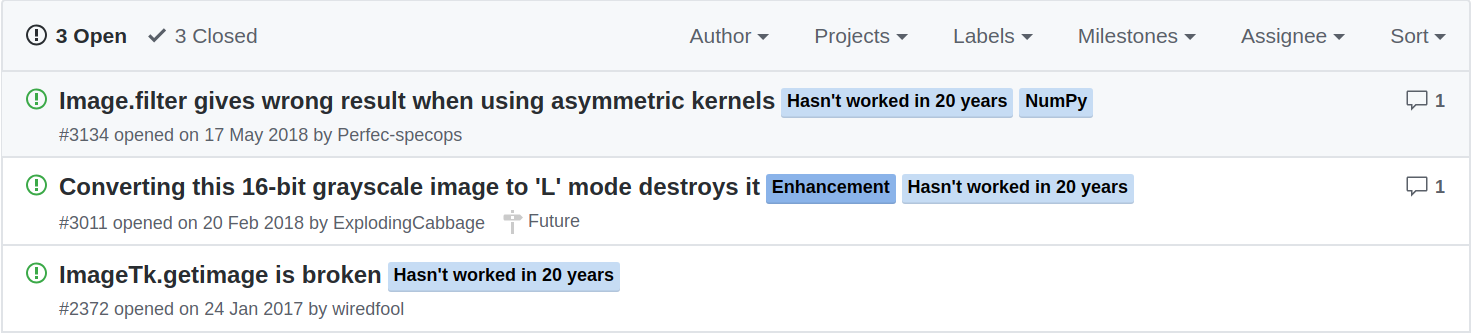 3 Open 3 Closed Author Projects Labels Milestones Assignee Sort
Image.filter gives wrong result when using asymmetric kernels Hasn't worked in 20 years NumPy 1
#3134 opened on 17 May 2018 by Perfec-specops
Converting this 16-bit grayscale image to 'L' mode destroys it Enhancement Hasn't worked in 20 years 1
#3011 opened on 20 Feb 2018 by ExplodingCabbage Future
ImageTk.getimage is broken Hasn't worked in 20 years
#2372 opened on 24 Jan 2017 by wiredfool